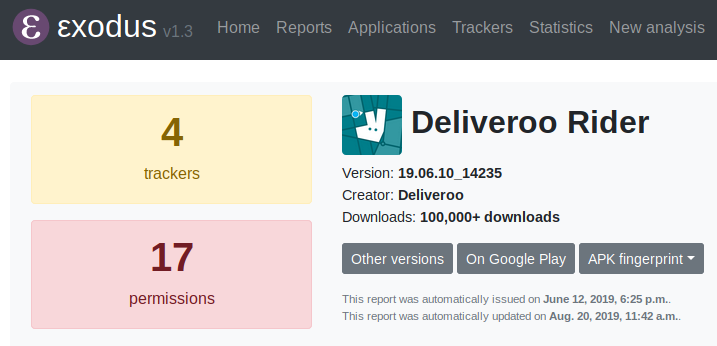 εxodus v1.3 Home Reports Applications Trackers Statistics New analysis
4
trackers
17
permissions
Deliveroo Rider
Version: 19.06.10_14235
Creator: Deliveroo
Downloads: 100,000+ downloads
Other versions On Google Play APK fingerprint
This report was automatically issued on June 12, 2019, 6:25 p.m..
This report was automatically updated on Aug. 20, 2019, 11:42 a.m..